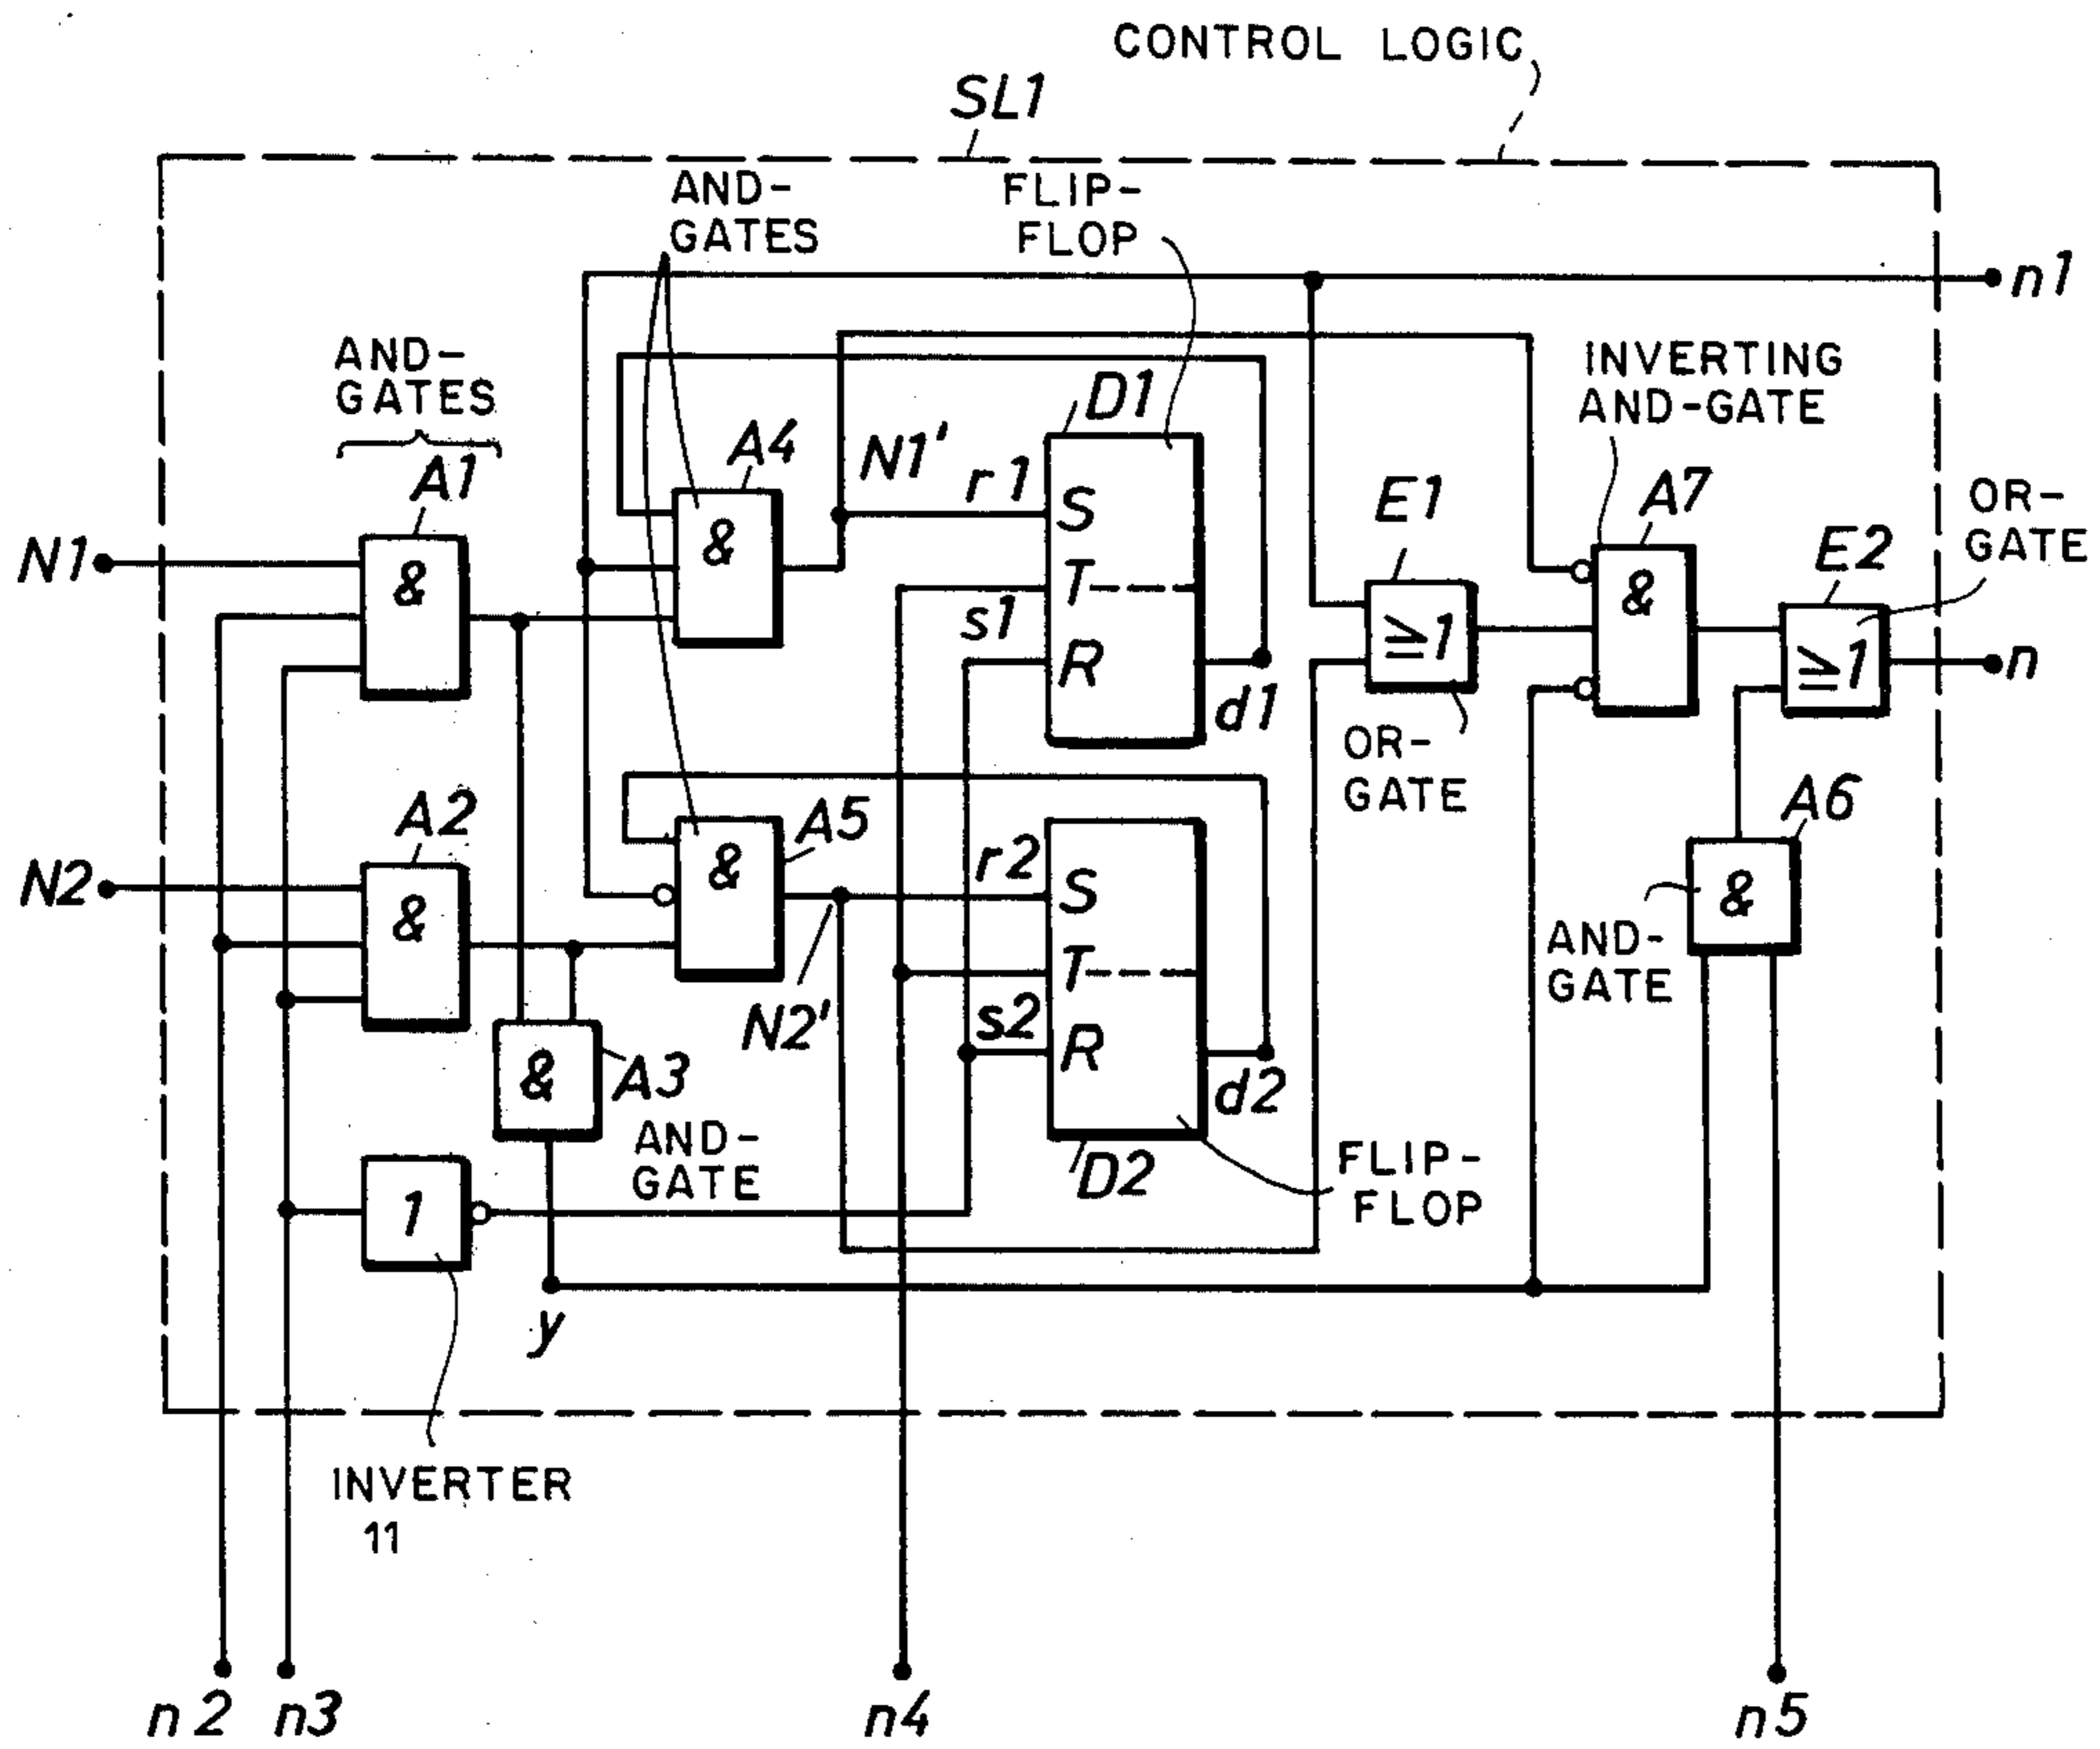 CONTROL LOGIC
SL1
AND-
GATES
FLIP-
FLOP
n1
AND-
GATES
A1
A4
N1'
r1
D1
S
T
R
s1
d1
E1
≥1
OR-
GATE
INVERTING
AND-GATE
A7
&
E2
≥1
OR-
GATE
n
N1
&
&
A2
N2
&
A5
&
N2'
r2
S
T
R
s2
d2
D2
FLIP-
FLOP
A6
&
AND-
GATE
&
A3
AND-
GATE
1
y
INVERTER
11
n2
n3
n4
n5